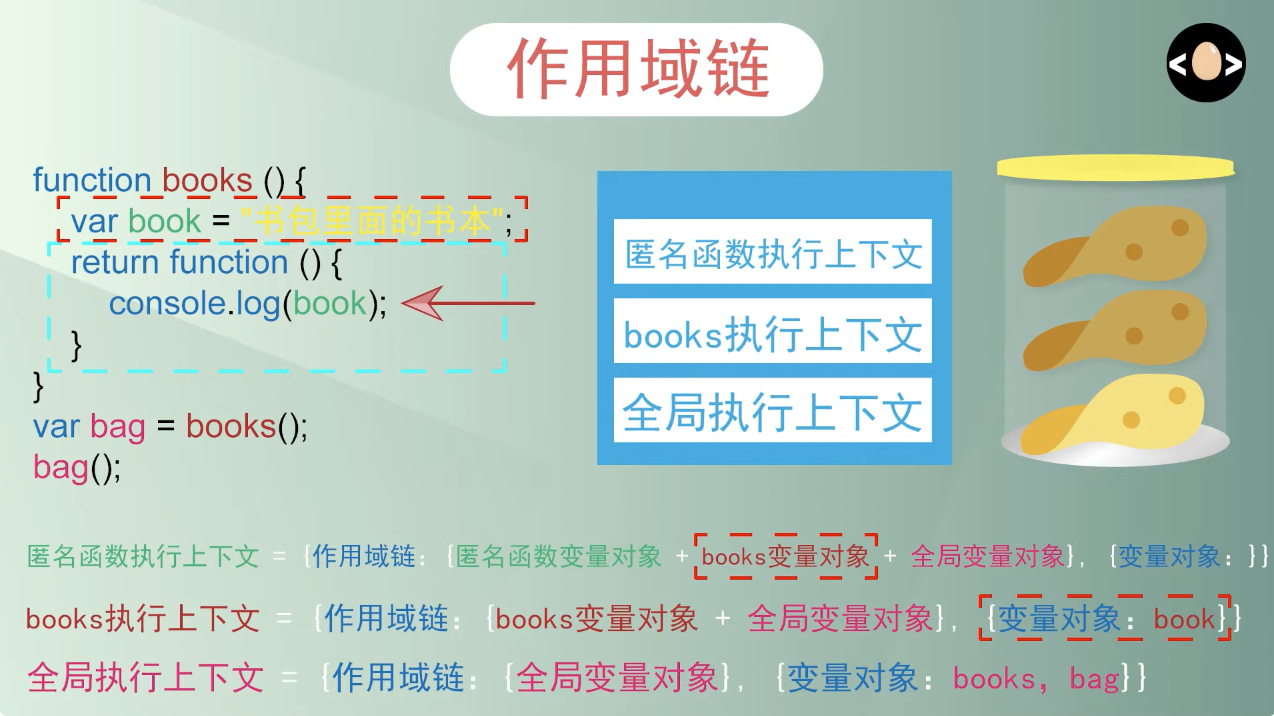 作用域链
< >
function books () {
var book = "书包里面的书本";
return function () {
console.log(book);
}
}
var bag = books();
bag();
匿名函数执行上下文
books执行上下文
全局执行上下文
匿名函数执行上下文 = {作用域链: {匿名函数变量对象 + books变量对象 + 全局变量对象}, {变量对象:}}
books执行上下文 = {作用域链: {books变量对象 + 全局变量对象}, {变量对象: book}}
全局执行上下文 = {作用域链: {全局变量对象}, {变量对象: books, bag}}